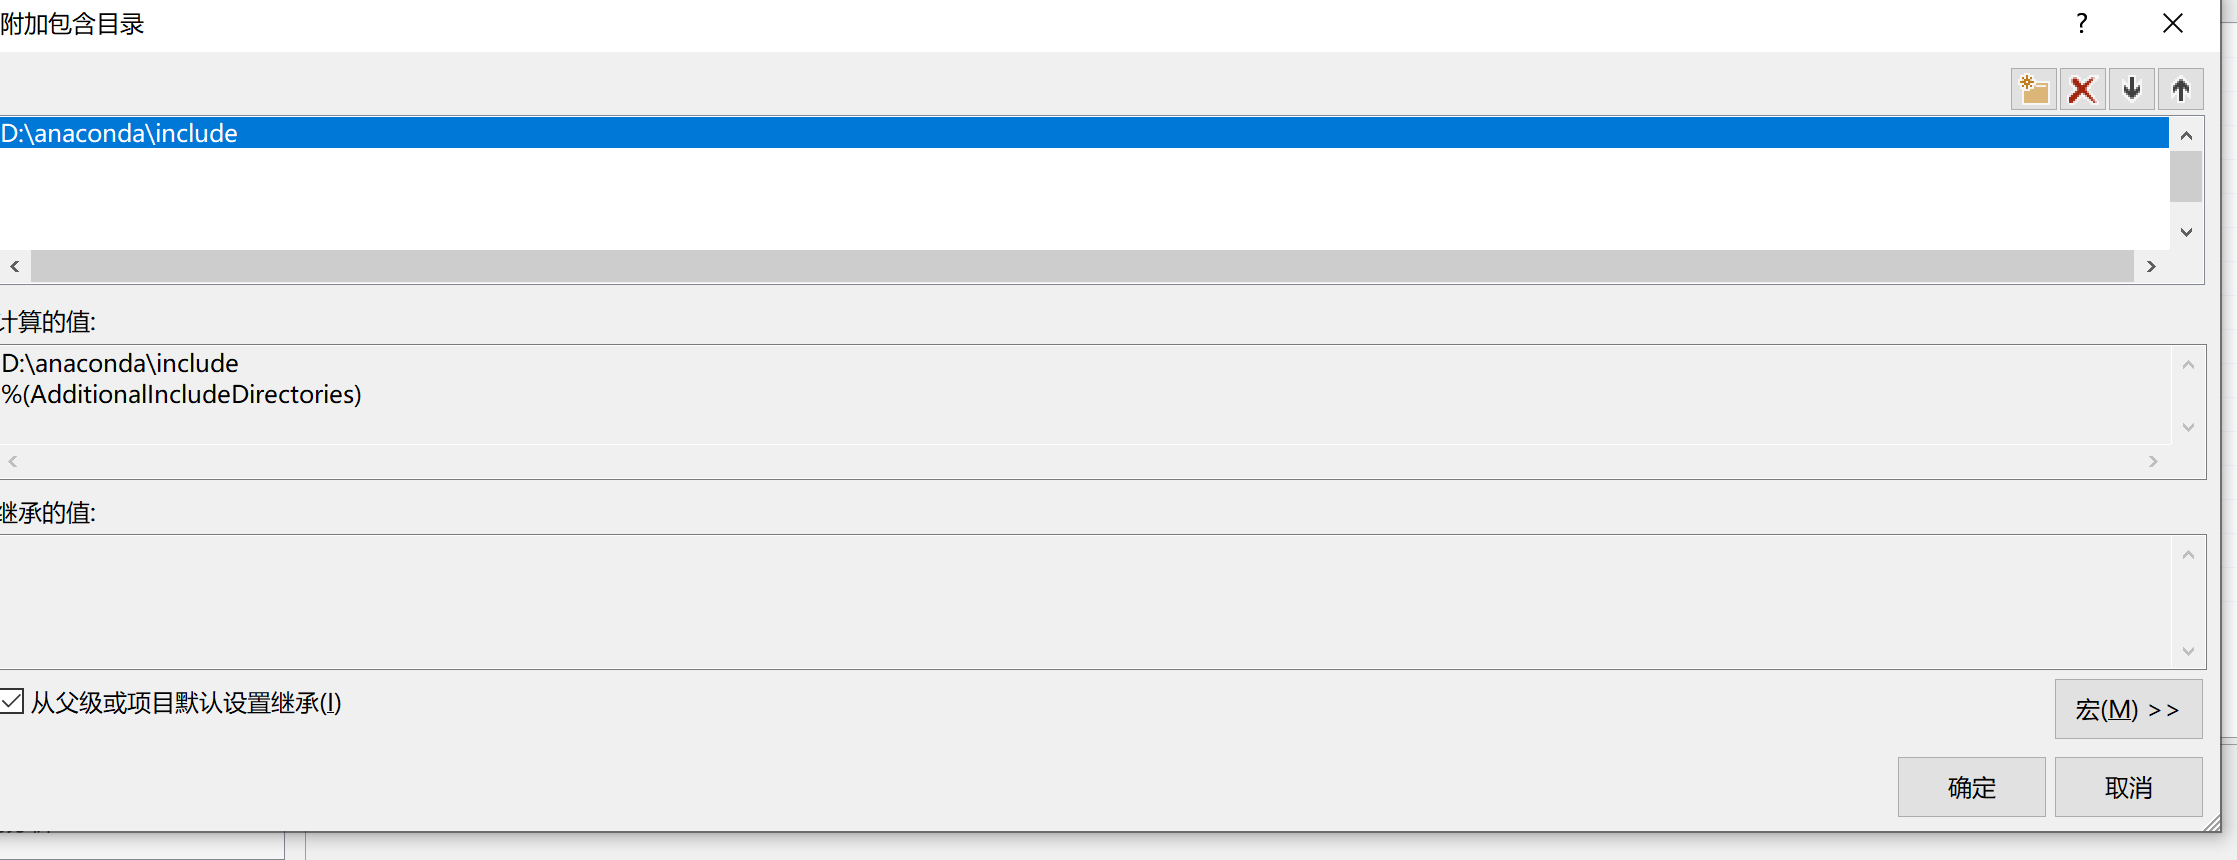 附加包含目录
?
D:\anaconda\include
计算的值:
D:\anaconda\include
%(AdditionalIncludeDirectories)
继承的值:
从父级或项目默认设置继承(I)
宏(M) >>
确定
取消